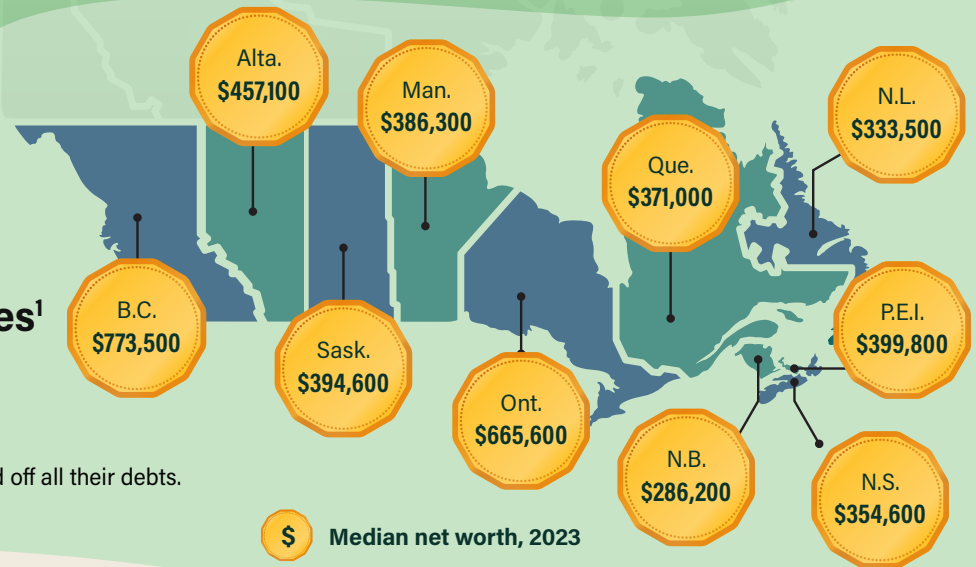 Alta.
$457,100
Man.
$386,300
N.L.
$333,500
Que.
$371,000
B.C.
$773,500
es¹
Sask.
$394,600
P.E.I.
$399,800
Ont.
$665,600
N.B.
$286,200
N.S.
$354,600
d off all their debts.
$ Median net worth, 2023